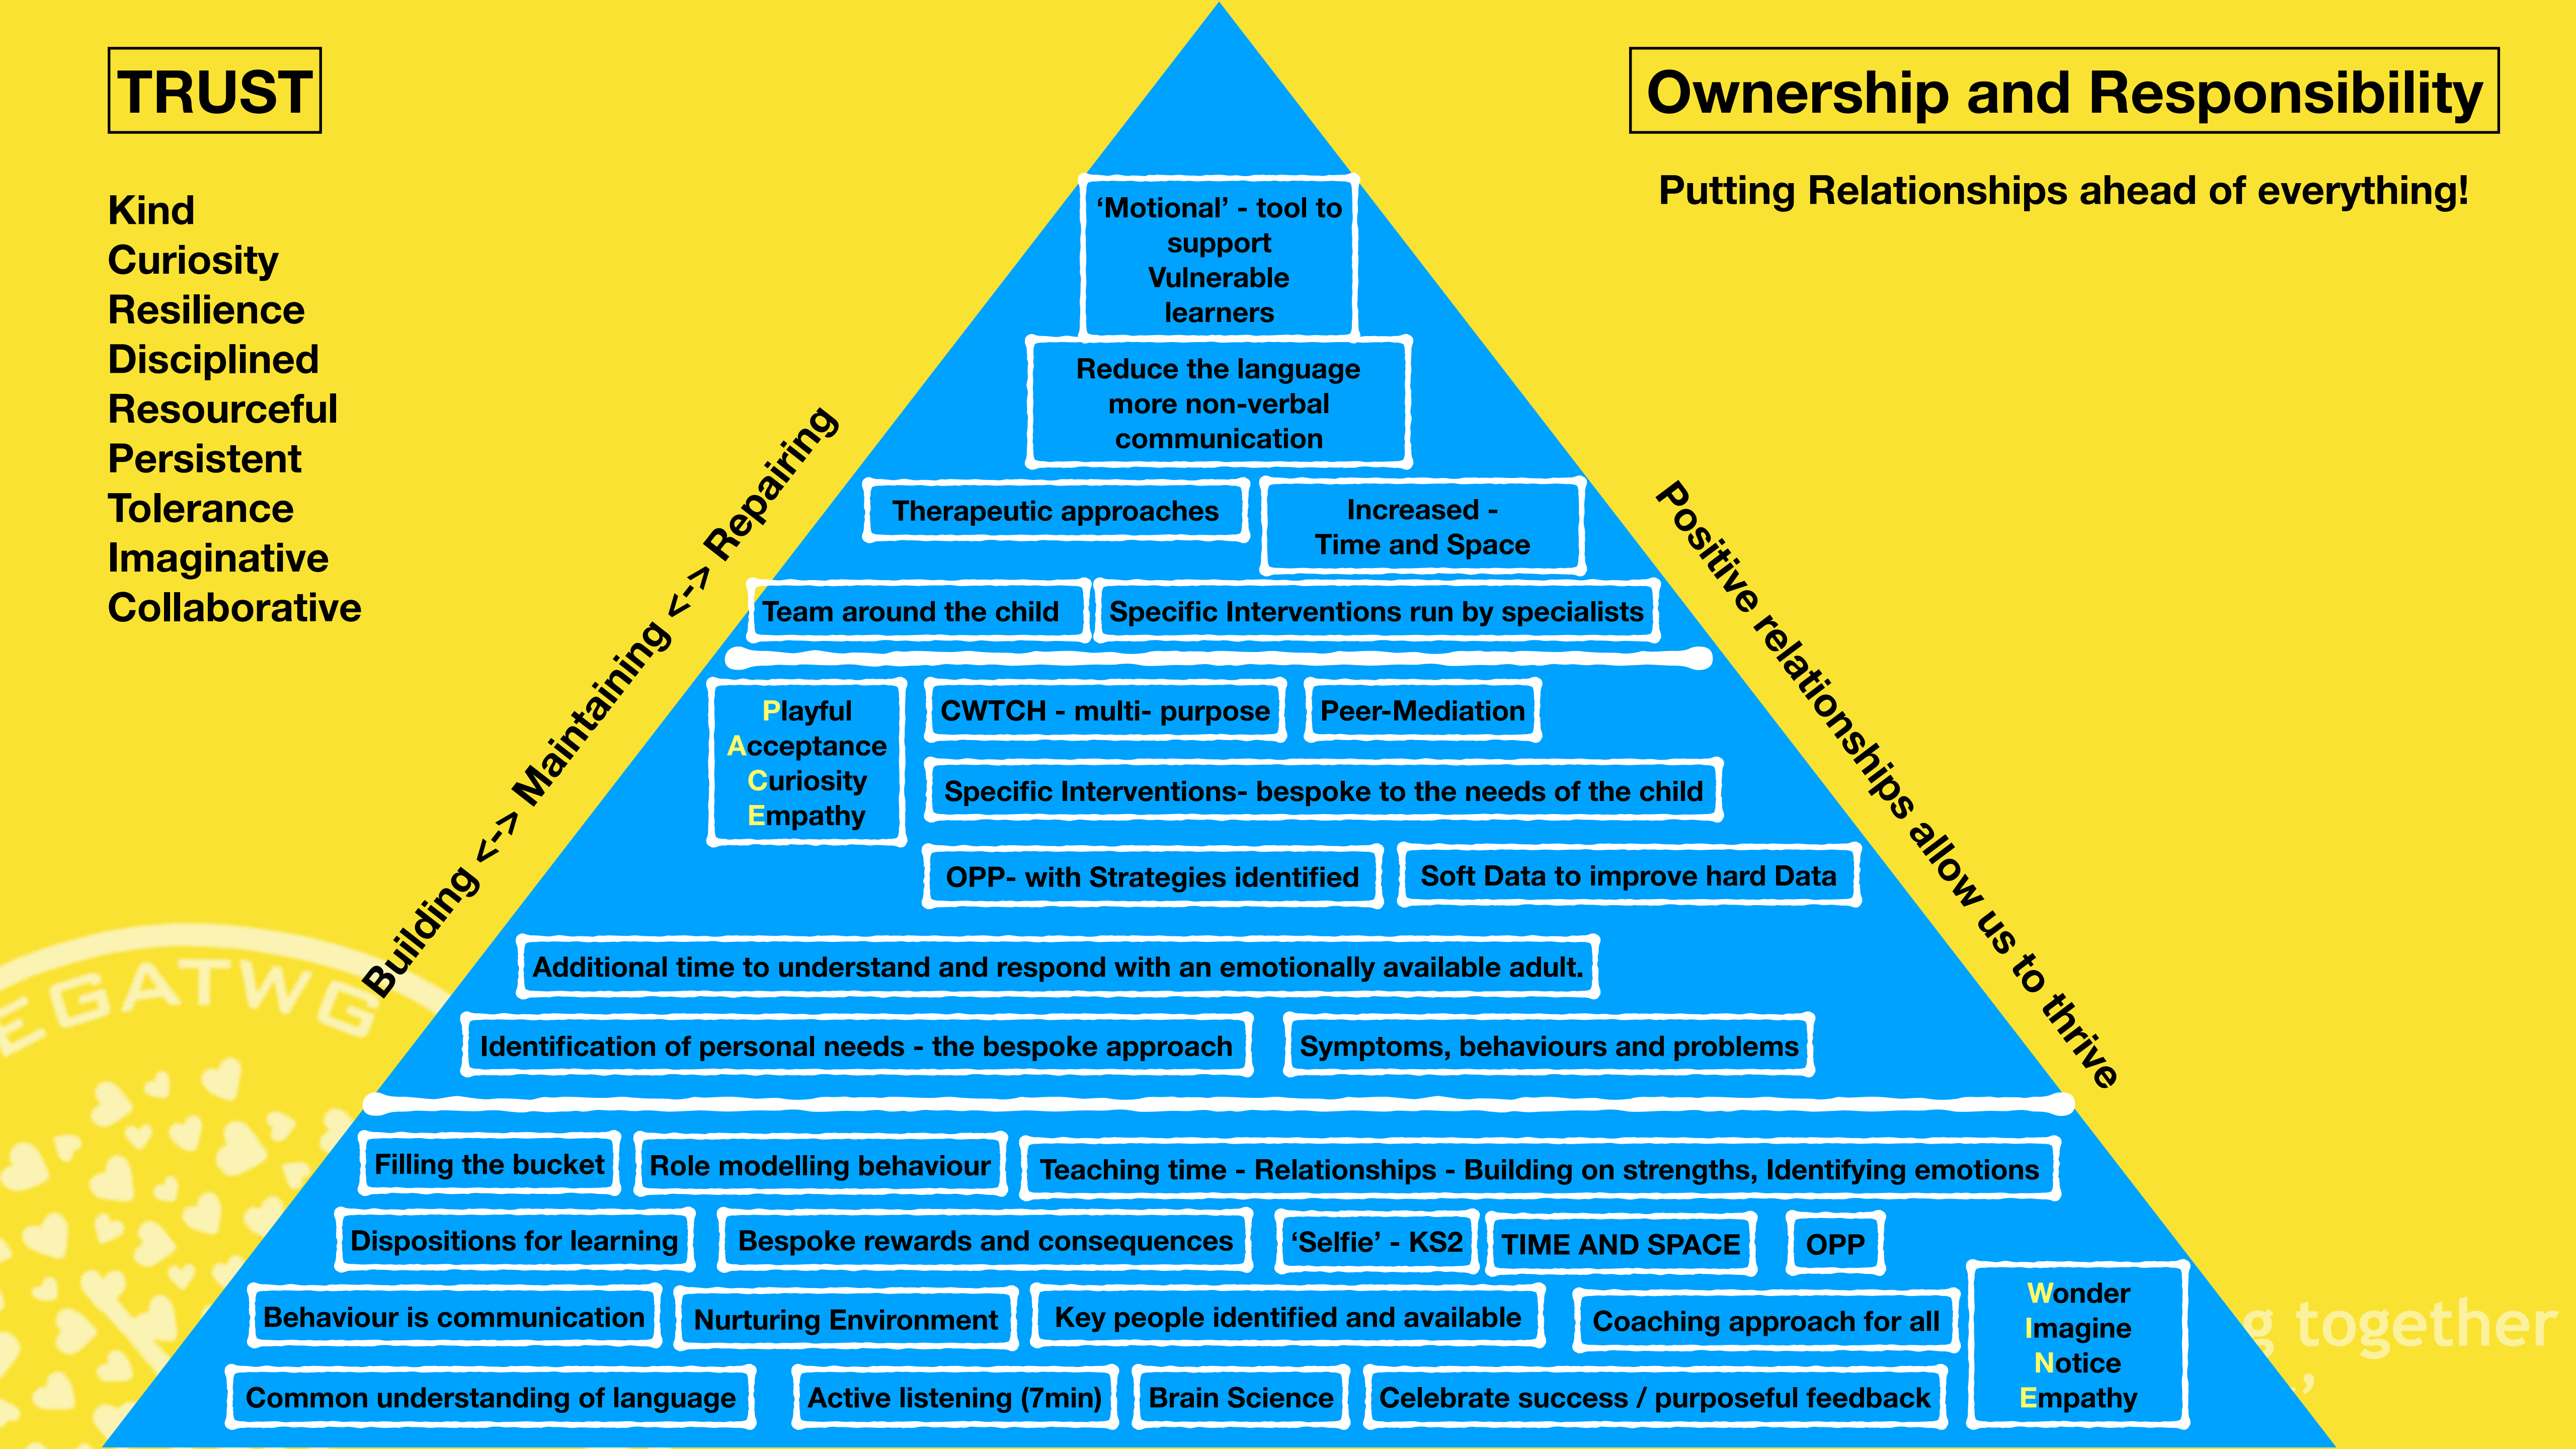 TRUST
Ownership and Responsibility
Putting Relationships ahead of everything!
Kind
Curiosity
Resilience
Disciplined
Resourceful
Persistent
Tolerance
Imaginative
Collaborative
Building <-> Maintaining <-> Repairing
Positive relationships allow us to thrive
‘Motional’ - tool to
support
Vulnerable
learners
Reduce the language
more non-verbal
communication
Therapeutic approaches
Increased -
Time and Space
Team around the child
Specific Interventions run by specialists
Playful
Acceptance
Curiosity
Empathy
CWTCH - multi- purpose
Peer-Mediation
Specific Interventions- bespoke to the needs of the child
OPP- with Strategies identified
Soft Data to improve hard Data
Additional time to understand and respond with an emotionally available adult.
Identification of personal needs - the bespoke approach
Symptoms, behaviours and problems
Filling the bucket
Role modelling behaviour
Teaching time - Relationships - Building on strengths, Identifying emotions
Dispositions for learning
Bespoke rewards and consequences
‘Selfie’ - KS2
TIME AND SPACE
OPP
Behaviour is communication
Nurturing Environment
Key people identified and available
Coaching approach for all
Wonder
Imagine
Notice
Empathy
Common understanding of language
Active listening (7min)
Brain Science
Celebrate success / purposeful feedback
EGATWG
together